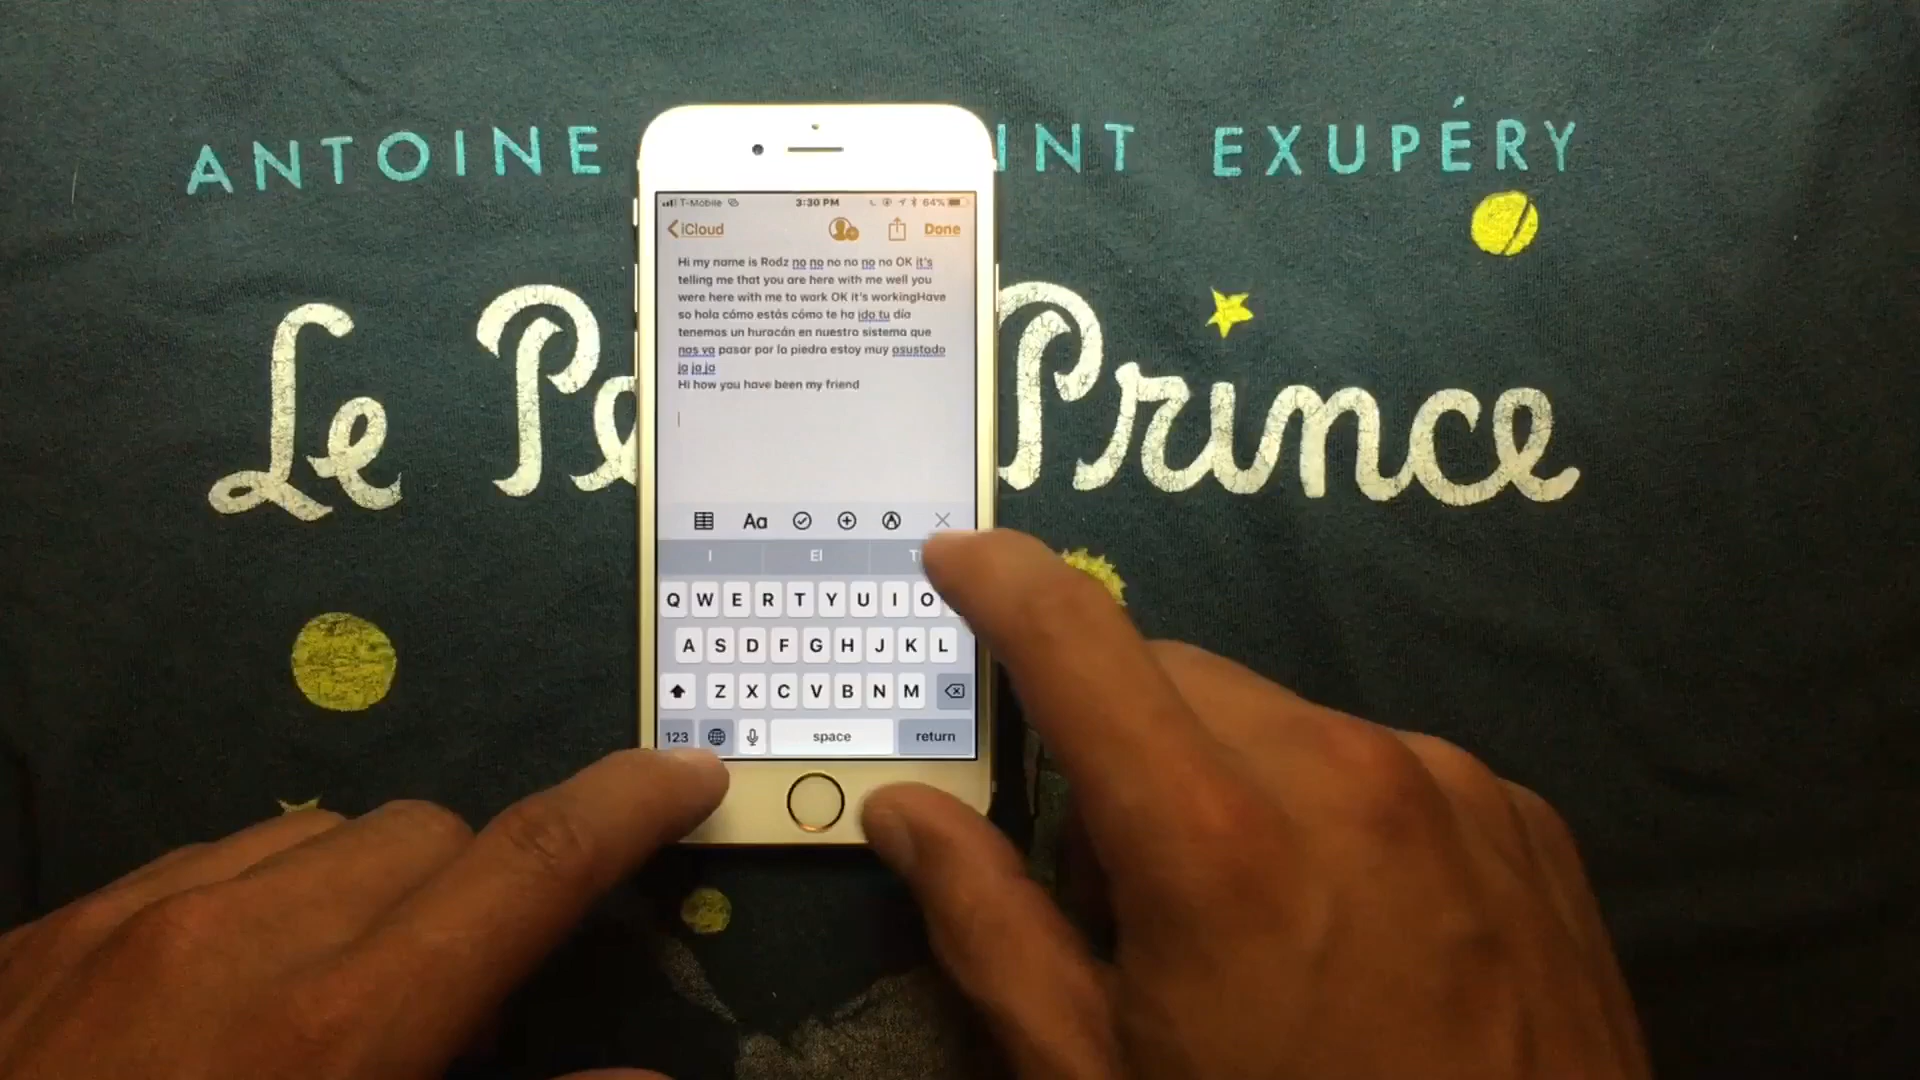 ANTOINE INT EXUPÉRY
Le Pe Prince
T-Mobile 3:30 PM 64%
iCloud Done
Hi my name is Rodz no no no no no no OK it's
telling me that you are here with me well you
were here with me to work OK it's workingHave
so hola cómo estás cómo te ha ido tu día
tenemos un huracán en nuestro sistema que
nos va pasar por la piedra estoy muy asustado
ja ja ja
Hi how you have been my friend
Aa
I El
Q W E R T Y U I O
A S D F G H J K L
Z X C V B N M
123 space return